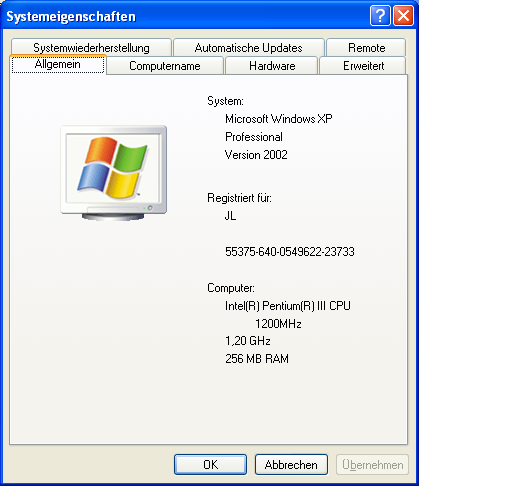 Systemeigenschaften
Systemwiederherstellung Automatische Updates Remote
Allgemein Computername Hardware Erweitert
System:
Microsoft Windows XP
Professional
Version 2002
Registriert für:
JL
55375-640-0549622-23733
Computer:
Intel(R) Pentium(R) III CPU
1200MHz
1,20 GHz
256 MB RAM
OK Abbrechen Übernehmen